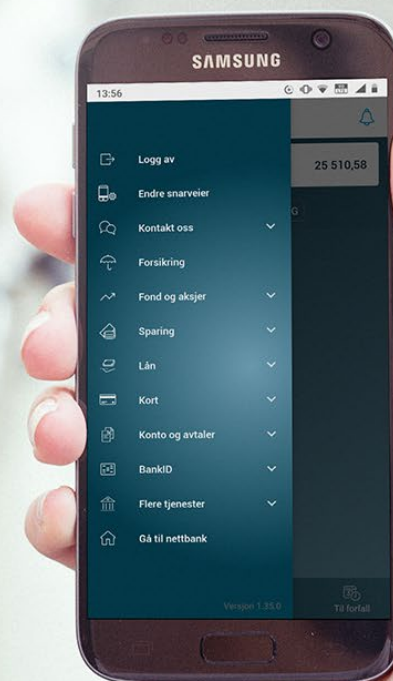 SAMSUNG
13:56
Logg av
25 510,58
Endre snarveier
G
Kontakt oss
Forsikring
Fond og aksjer
Sparing
Lån
Kort
Konto og avtaler
BankID
Flere tjenester
Gå til nettbank
Versjon 1.35.0
Til forfall